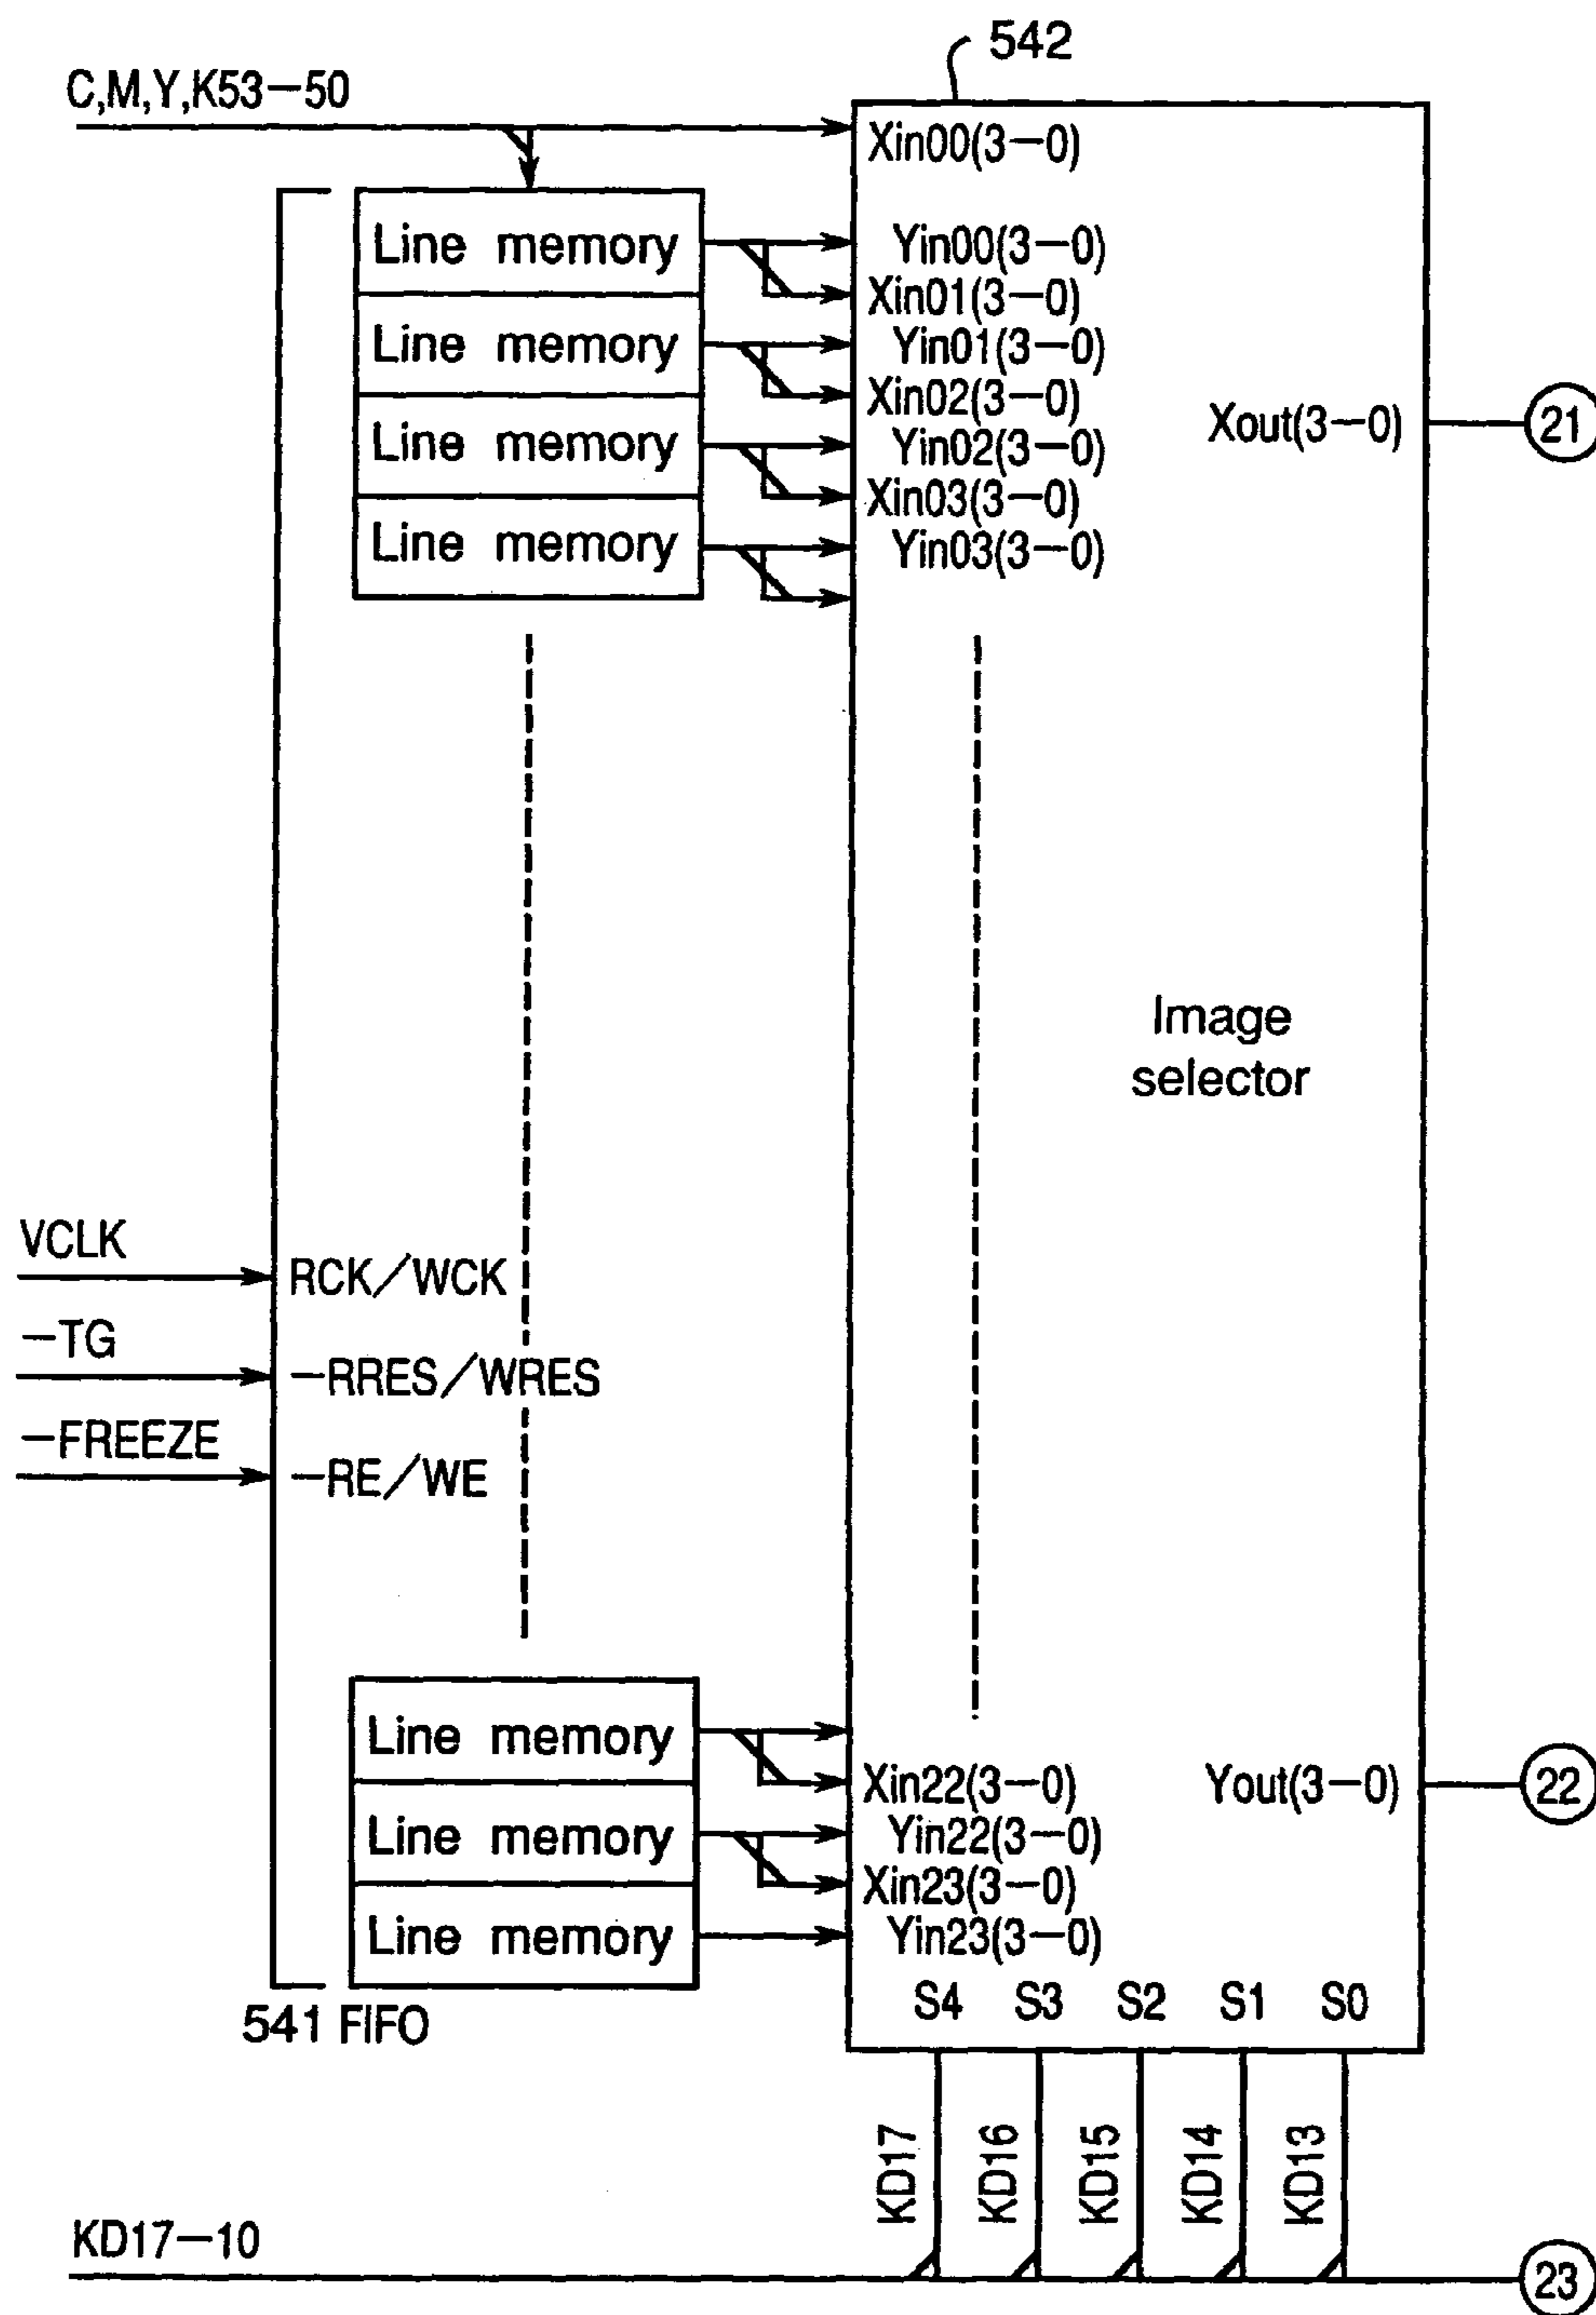 542
C,M,Y,K53−50
Xin00(3−0)
Line memory
Yin00(3−0)
Xin01(3−0)
Line memory
Yin01(3−0)
Xin02(3−0)
Line memory
Yin02(3−0)
Xin03(3−0)
Line memory
Yin03(3−0)
Xout(3−0)
21
Image
selector
VCLK
RCK/WCK
−TG
−RRES/WRES
−FREEZE
−RE/WE
Line memory
Xin22(3−0)
Line memory
Yin22(3−0)
Xin23(3−0)
Line memory
Yin23(3−0)
Yout(3−0)
22
S4 S3 S2 S1 S0
541 FIFO
KD17
KD16
KD15
KD14
KD13
KD17−10
23